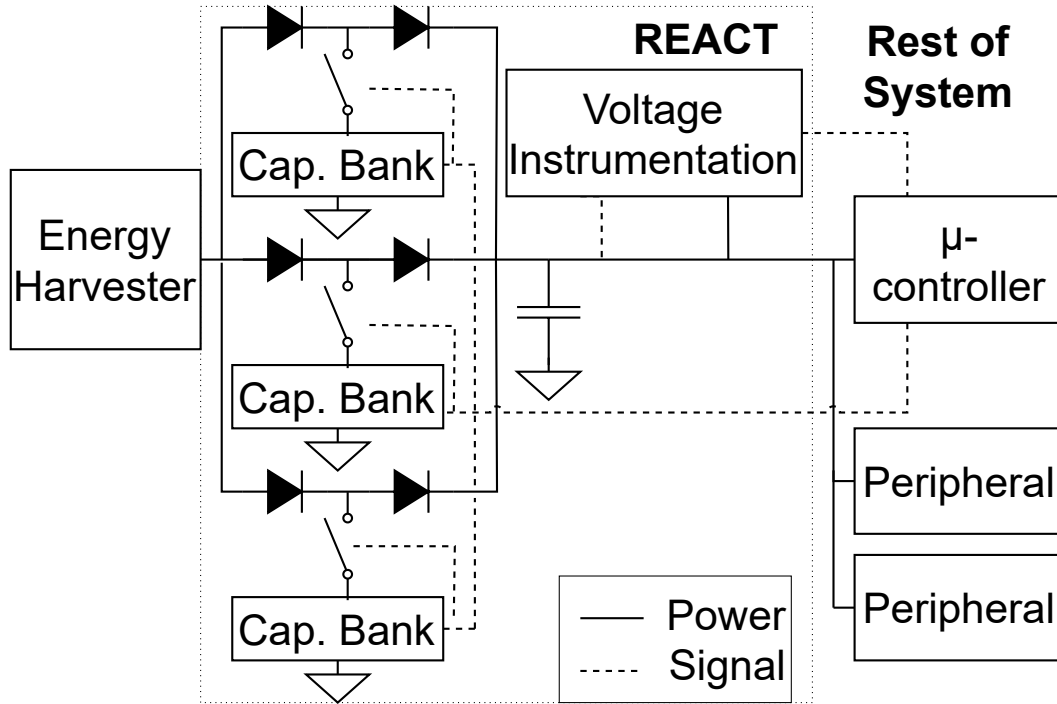 REACT
Rest of
System
Voltage
Instrumentation
Cap. Bank
Energy
Harvester
μ-
controller
Cap. Bank
Peripheral
Cap. Bank
Peripheral
Power
Signal